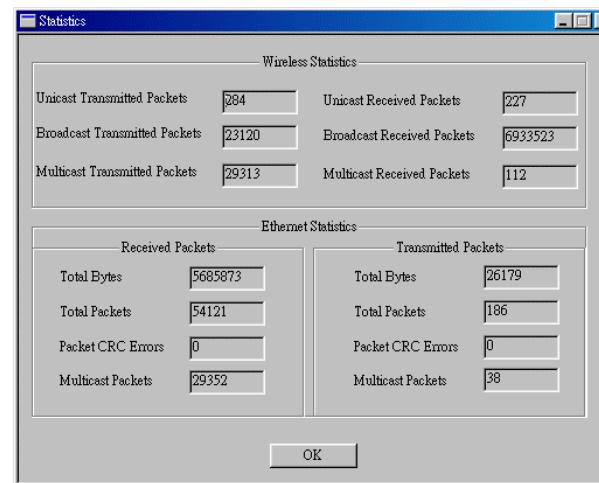 Statistics
Wireless Statistics
Unicast Transmitted Packets 284 Unicast Received Packets 227
Broadcast Transmitted Packets 23120 Broadcast Received Packets 6933523
Multicast Transmitted Packets 29313 Multicast Received Packets 112
Ethernet Statistics
Received Packets Transmitted Packets
Total Bytes 5685873 Total Bytes 26179
Total Packets 54121 Total Packets 186
Packet CRC Errors 0 Packet CRC Errors 0
Multicast Packets 29352 Multicast Packets 38
OK